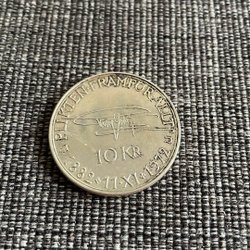 PLIKTEN FRAMFÖR ALLT
10 KR
1882 • 11 • XI • 1972